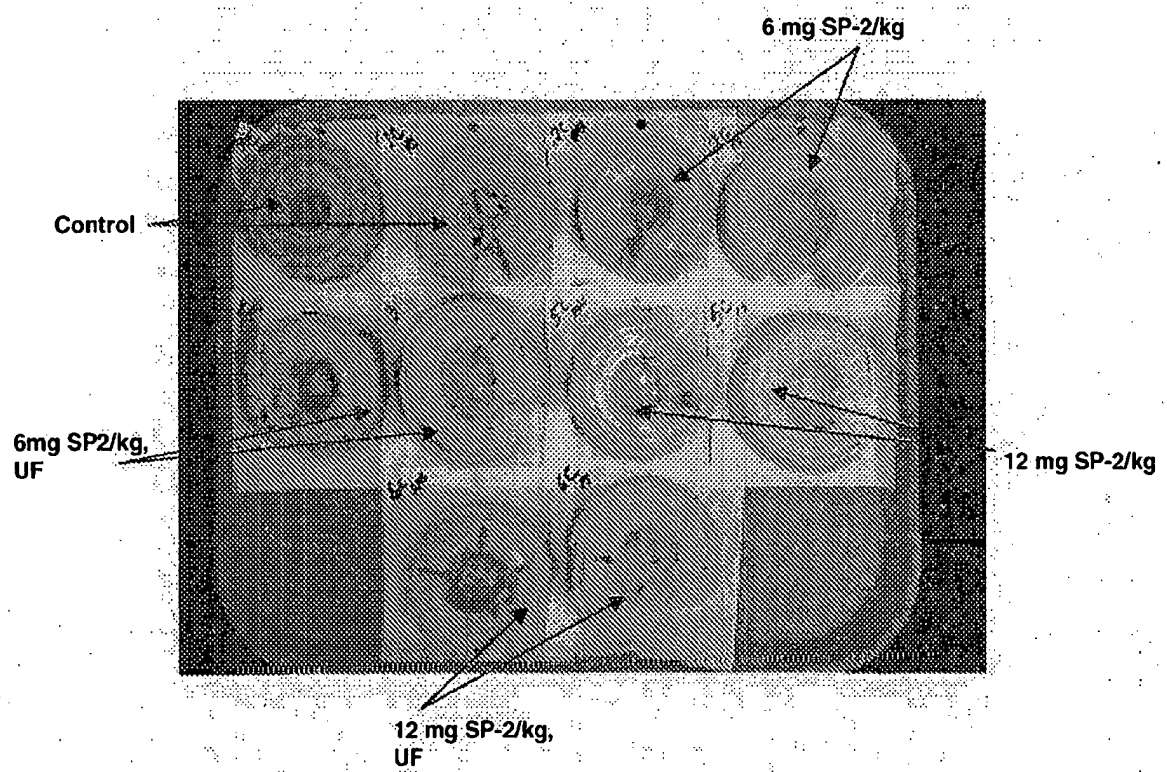 6 mg SP-2/kg
Control
6mg SP2/kg,
UF
12 mg SP-2/kg
12 mg SP-2/kg,
UF